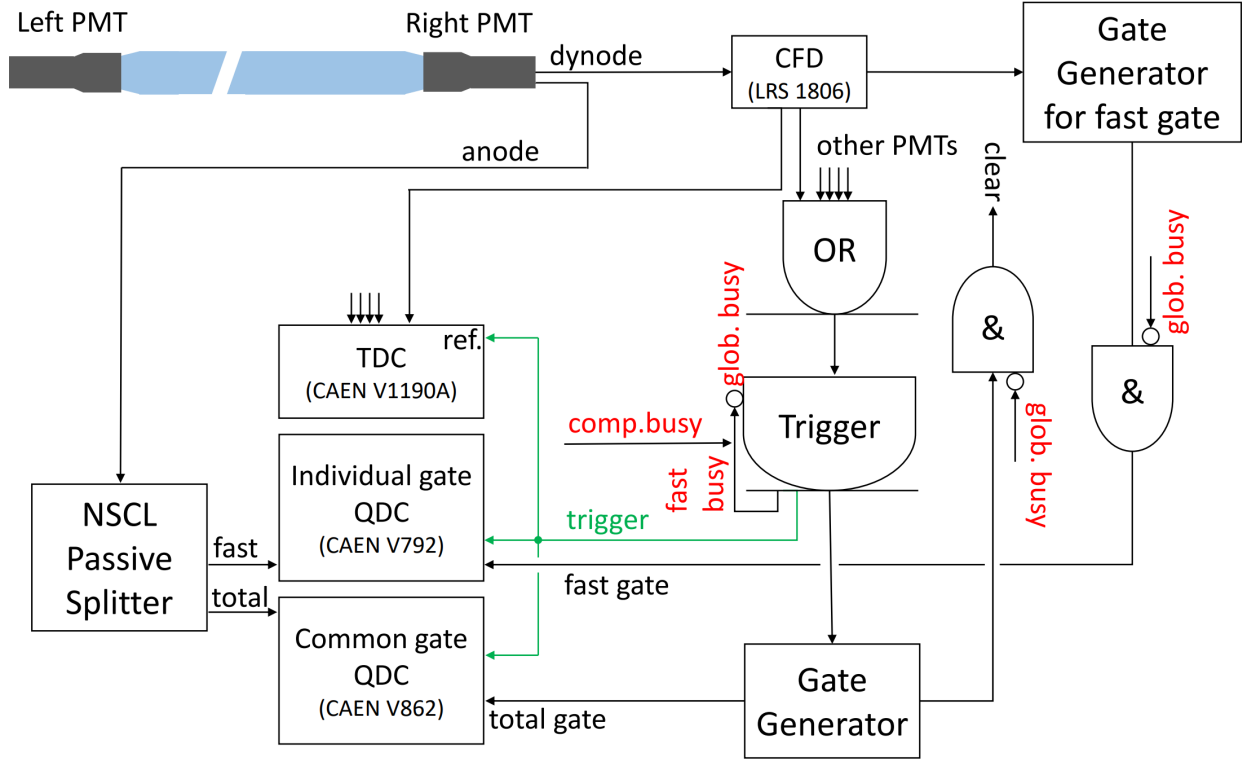 Left PMT
Right PMT
dynode
anode
CFD
(LRS 1806)
Gate
Generator
for fast gate
other PMTs
clear
OR
glob. busy
glob. busy
&
&
glob. busy
TDC
ref.
(CAEN V1190A)
comp.busy
Trigger
fast
busy
Individual gate
QDC
(CAEN V792)
trigger
NSCL
Passive
Splitter
fast
total
fast gate
Common gate
QDC
(CAEN V862)
total gate
Gate
Generator